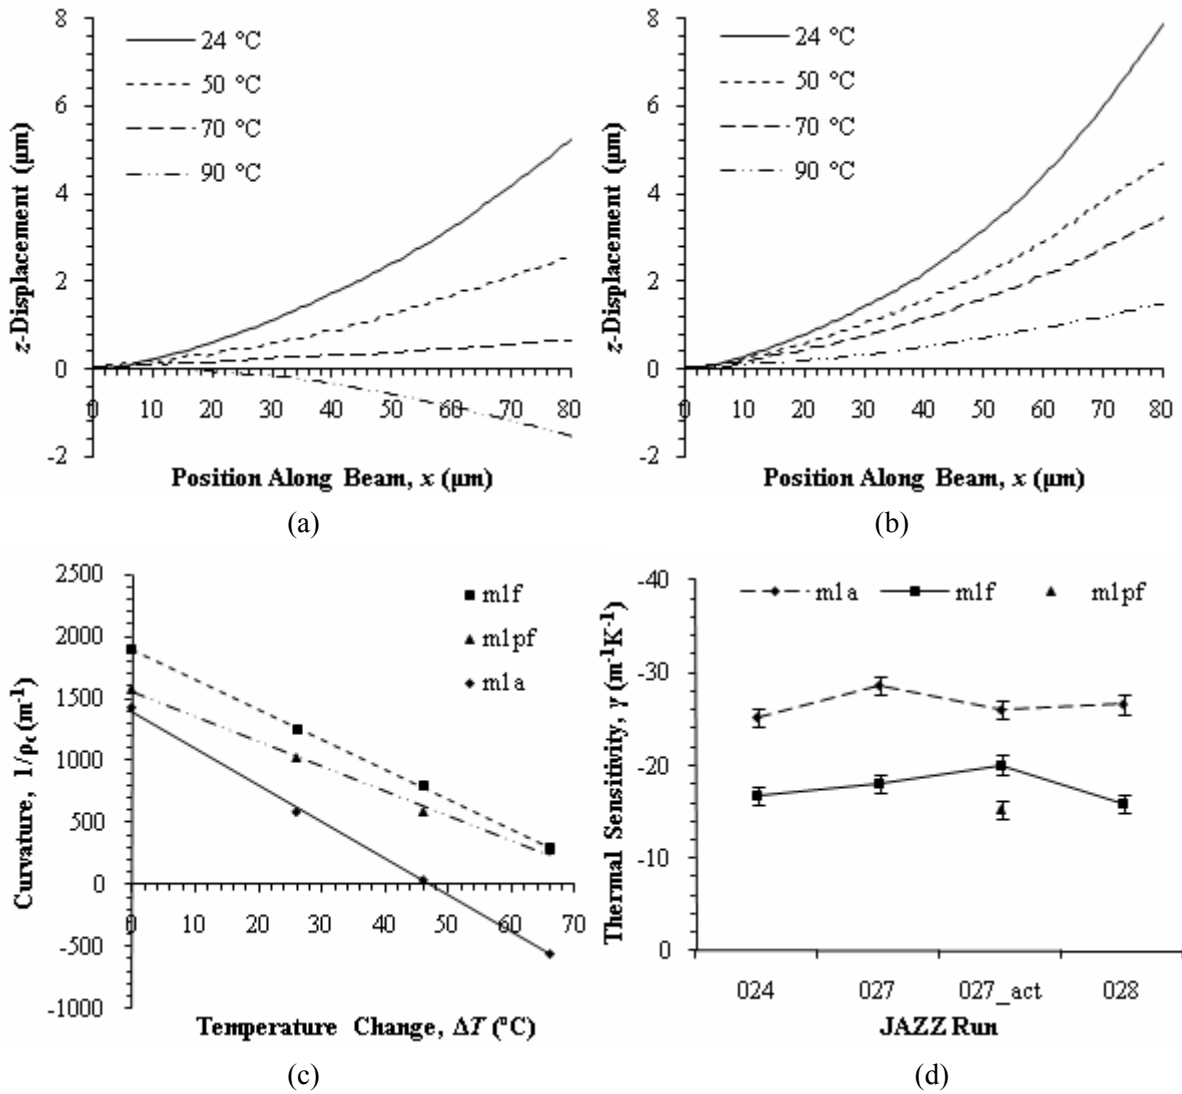 8
6
4
2
0
-2
24 °C
50 °C
70 °C
90 °C
z-Displacement (μm)
0 10 20 30 40 50 60 70 80
Position Along Beam, x (μm)
(a)
8
6
4
2
0
-2
24 °C
50 °C
70 °C
90 °C
z-Displacement (μm)
0 10 20 30 40 50 60 70 80
Position Along Beam, x (μm)
(b)
2500
2000
1500
1000
500
0
-500
-1000
m1f
m1pf
m1a
Curvature, 1/ρc (m⁻¹)
0 10 20 30 40 50 60 70
Temperature Change, ΔT (°C)
(c)
-40
-30
-20
-10
0
m1a m1f m1pf
Thermal Sensitivity, γ (m⁻¹K⁻¹)
024 027 027_act 028
JAZZ Run
(d)